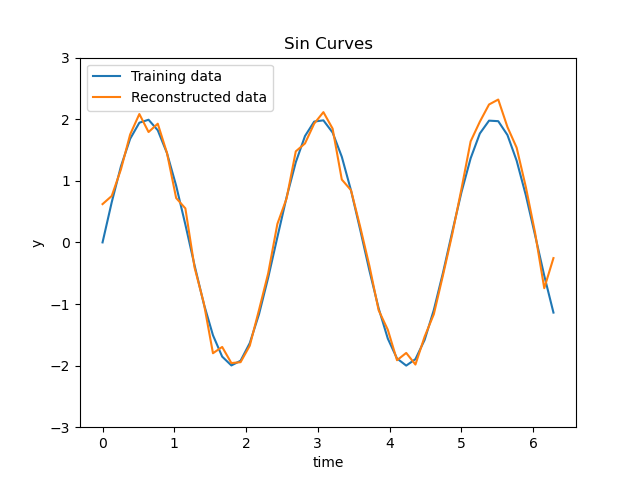 Sin Curves
Training data
Reconstructed data
3
2
1
0
−1
−2
−3
y
0 1 2 3 4 5 6
time